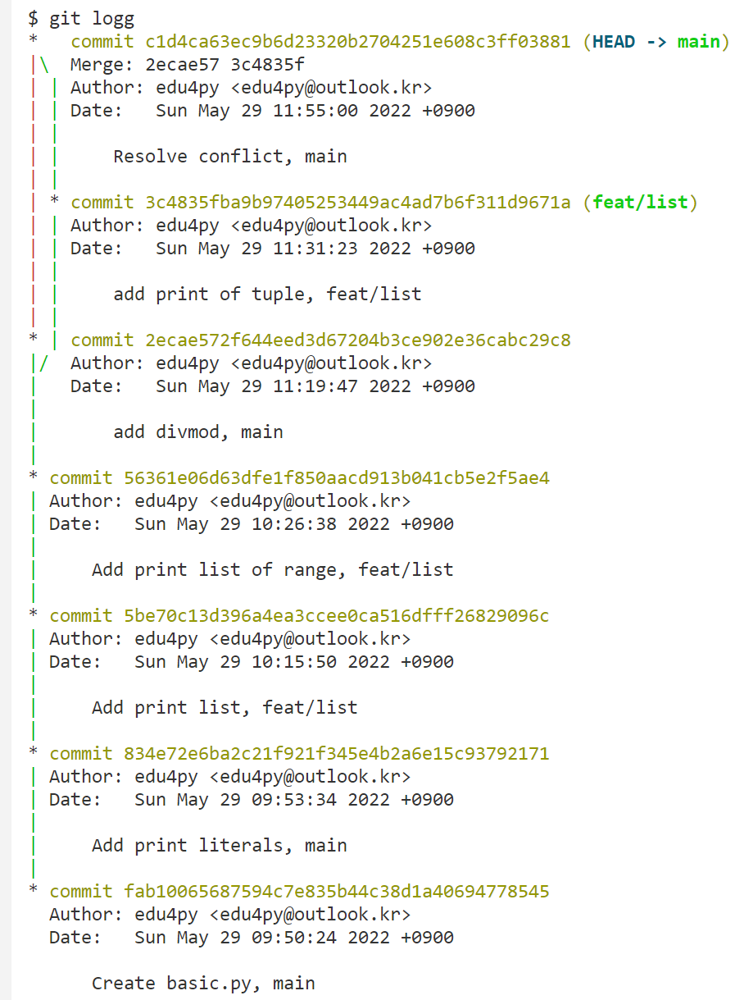 $ git logg
*   commit c1d4ca63ec9b6d23320b2704251e608c3ff03881 (HEAD -> main)
|\  Merge: 2ecae57 3c4835f
| | Author: edu4py <edu4py@outlook.kr>
| | Date:   Sun May 29 11:55:00 2022 +0900
| |
| |     Resolve conflict, main
| |
| * commit 3c4835fba9b97405253449ac4ad7b6f311d9671a (feat/list)
| | Author: edu4py <edu4py@outlook.kr>
| | Date:   Sun May 29 11:31:23 2022 +0900
| |
| |     add print of tuple, feat/list
| |
* | commit 2ecae572f644eed3d67204b3ce902e36cabc29c8
|/  Author: edu4py <edu4py@outlook.kr>
|   Date:   Sun May 29 11:19:47 2022 +0900
|
|       add divmod, main
|
* commit 56361e06d63dfe1f850aacd913b041cb5e2f5ae4
| Author: edu4py <edu4py@outlook.kr>
| Date:   Sun May 29 10:26:38 2022 +0900
|
|     Add print list of range, feat/list
|
* commit 5be70c13d396a4ea3ccee0ca516dfff26829096c
| Author: edu4py <edu4py@outlook.kr>
| Date:   Sun May 29 10:15:50 2022 +0900
|
|     Add print list, feat/list
|
* commit 834e72e6ba2c21f921f345e4b2a6e15c93792171
| Author: edu4py <edu4py@outlook.kr>
| Date:   Sun May 29 09:53:34 2022 +0900
|
|     Add print literals, main
|
* commit fab10065687594c7e835b44c38d1a40694778545
  Author: edu4py <edu4py@outlook.kr>
  Date:   Sun May 29 09:50:24 2022 +0900

      Create basic.py, main